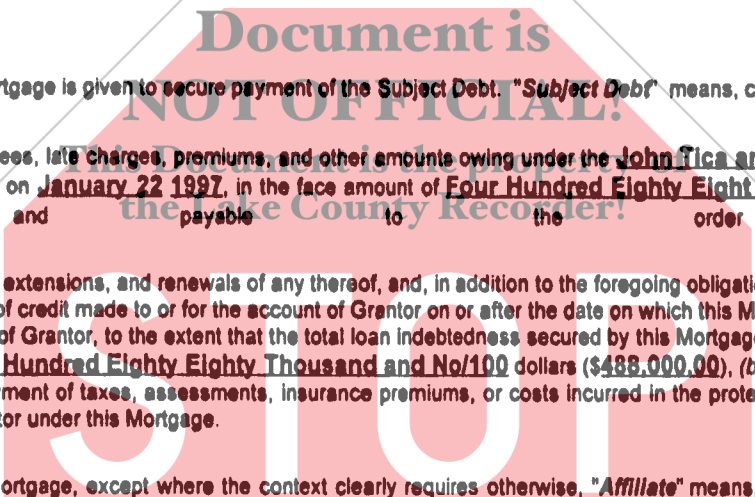 Document is
rtgage is given to secure payment of the Subject Debt. "Subject Debt" means, c
NOT OFFICIAL!
ees, late charges, premiums, and other amounts owing under the John Tica an
This Document is the property of
on January 22 1997, in the face amount of Four Hundred Eighty Eight
the Lake County Recorder!
and payable to the order
extensions, and renewals of any thereof, and, in addition to the foregoing obligati
of credit made to or for the account of Grantor on or after the date on which this M
of Grantor, to the extent that the total loan indebtedness secured by this Mortgage
Hundred Eighty Eighty Thousand and No/100 dollars ($488,000.00), (b
yment of taxes, assessments, insurance premiums, or costs incurred in the prote
tor under this Mortgage.
STOP
ortgage, except where the context clearly requires otherwise, "Affiliate" means